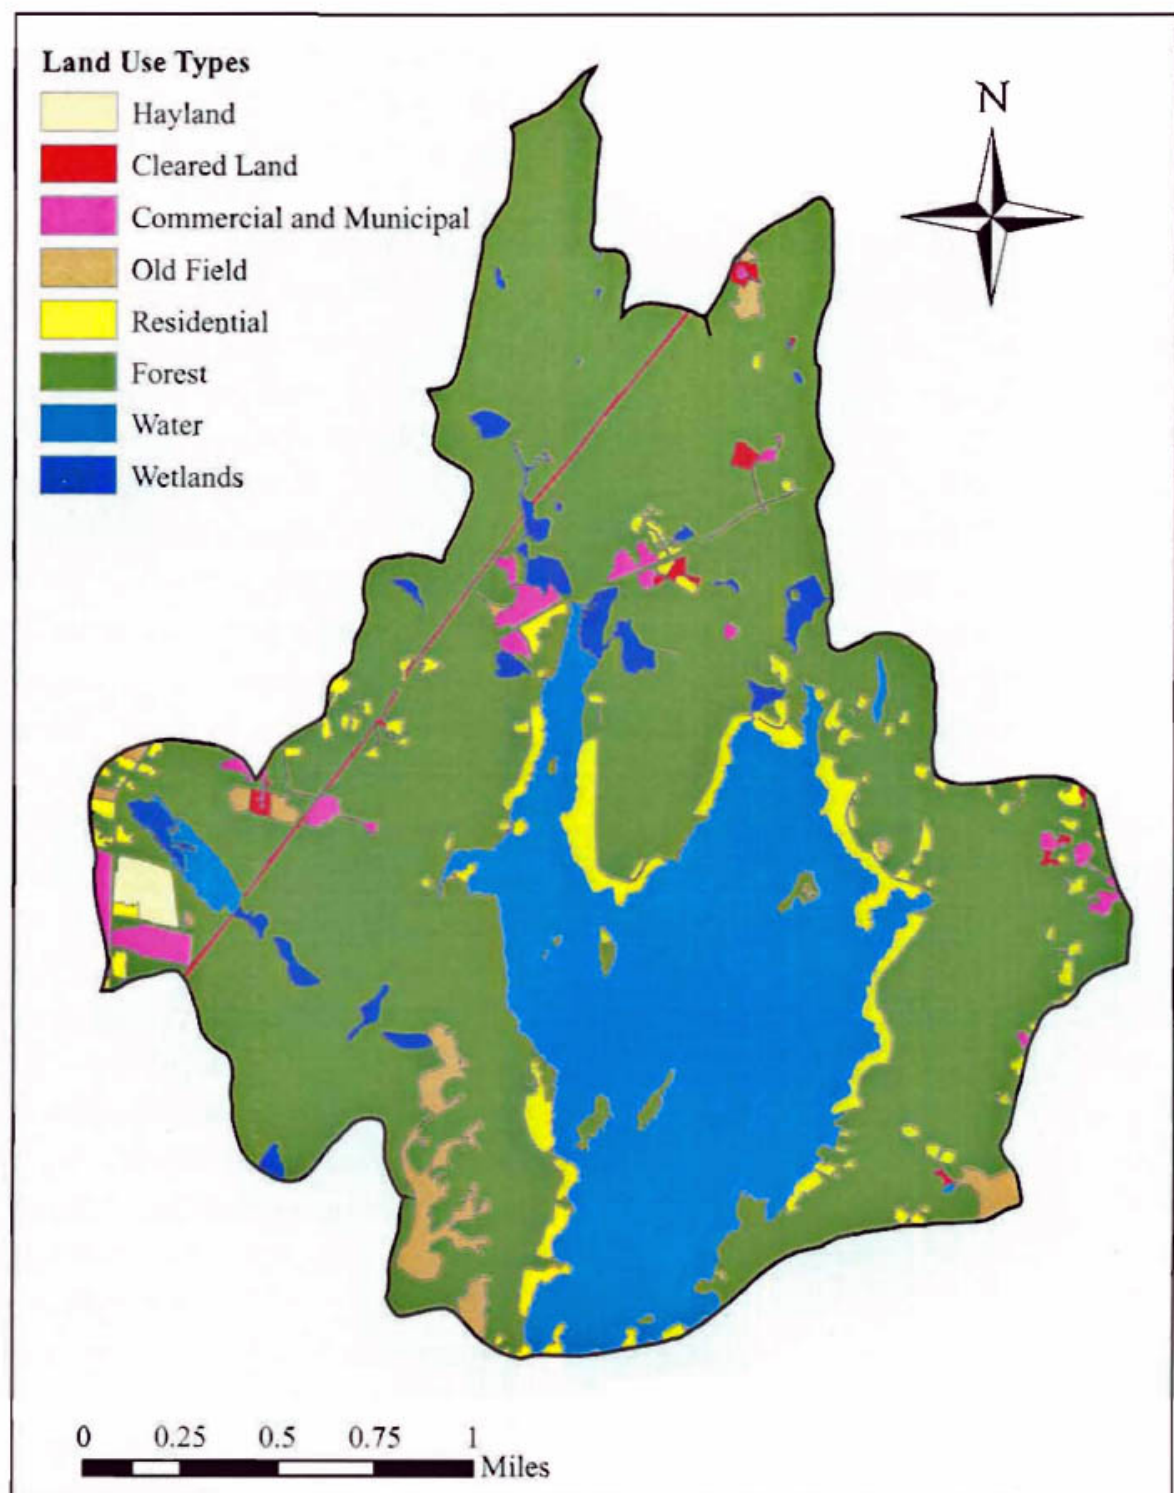 Land Use Types
Hayland
Cleared Land
Commercial and Municipal
Old Field
Residential
Forest
Water
Wetlands
N
0 0.25 0.5 0.75 1
Miles